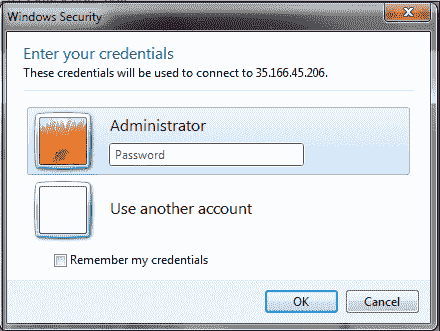 Windows Security
Enter your credentials
These credentials will be used to connect to 35.166.45.206.
Administrator
Password
Use another account
Remember my credentials
OK
Cancel